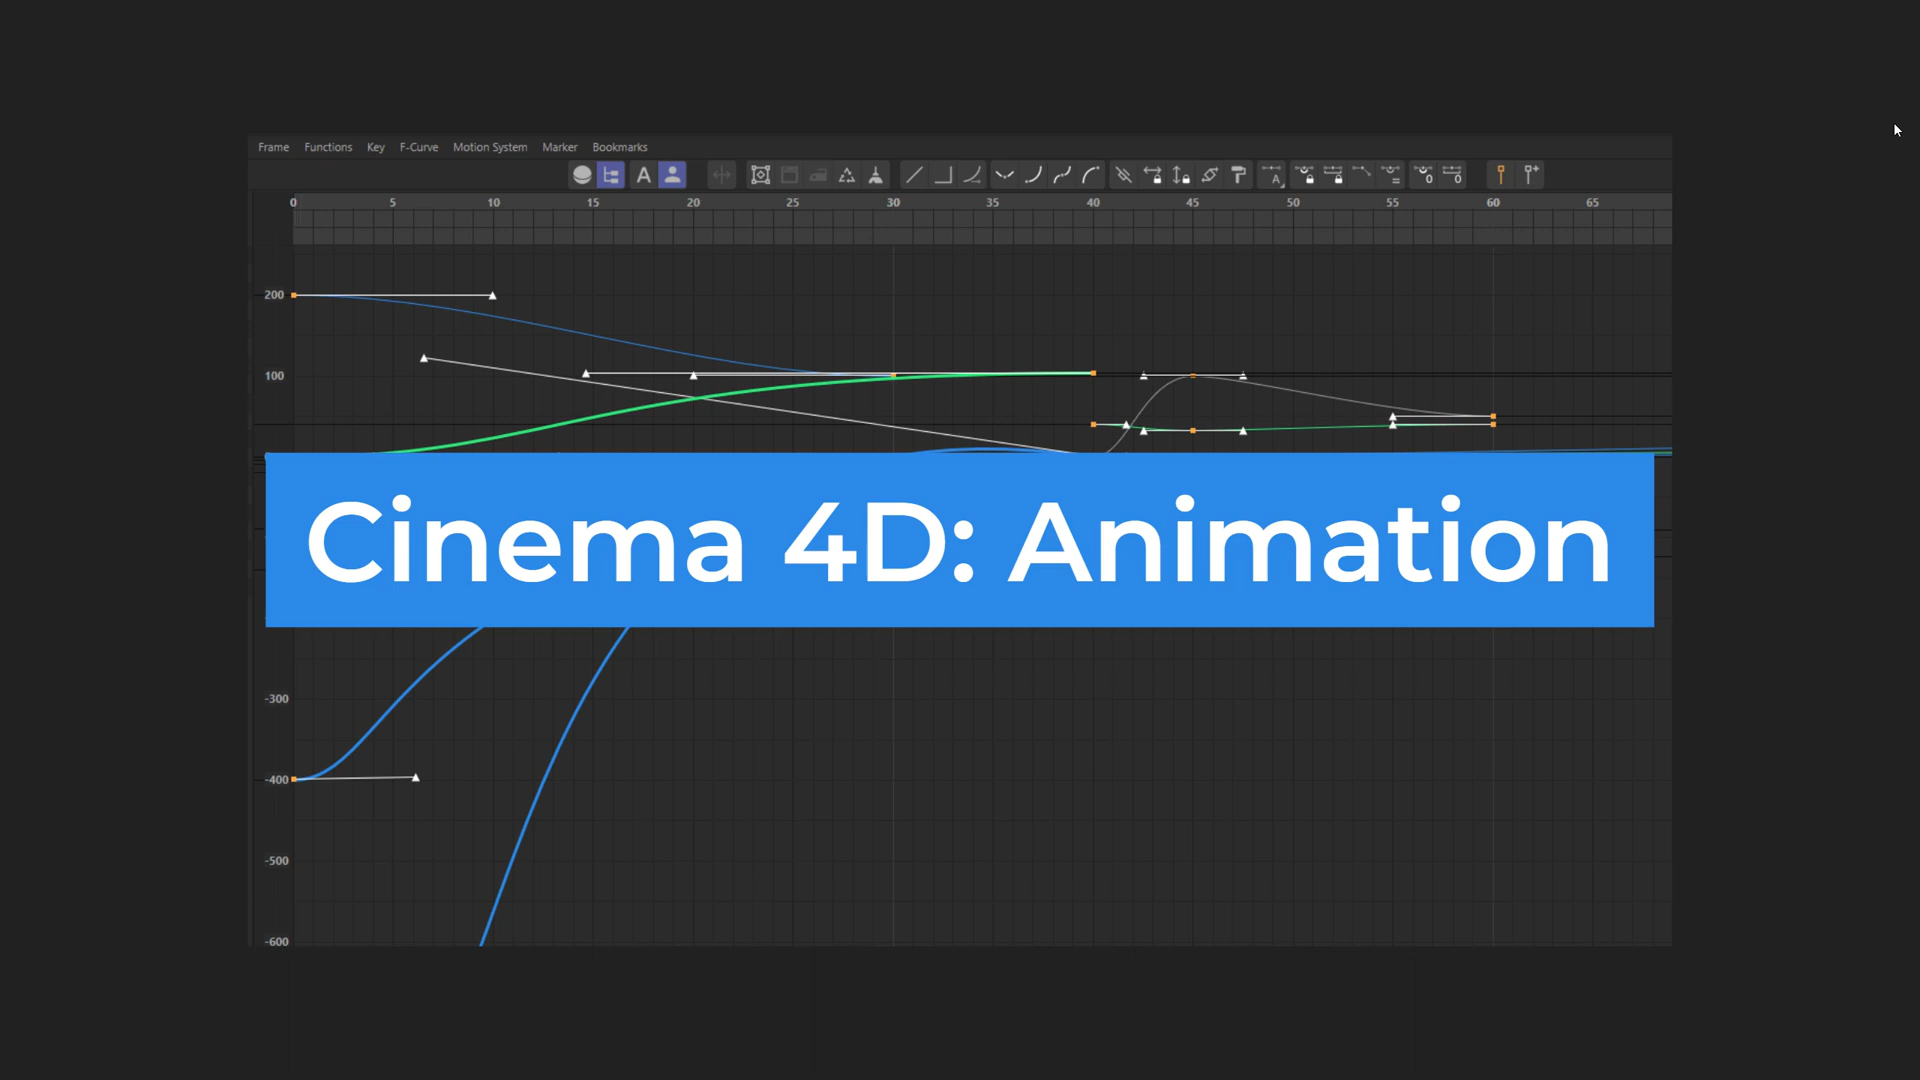 Frame Functions Key F-Curve Motion System Marker Bookmarks
A
0 5 10 15 20 25 30 35 40 45 50 55 60 65
200
100
Cinema 4D: Animation
-300
-400
-500
-600